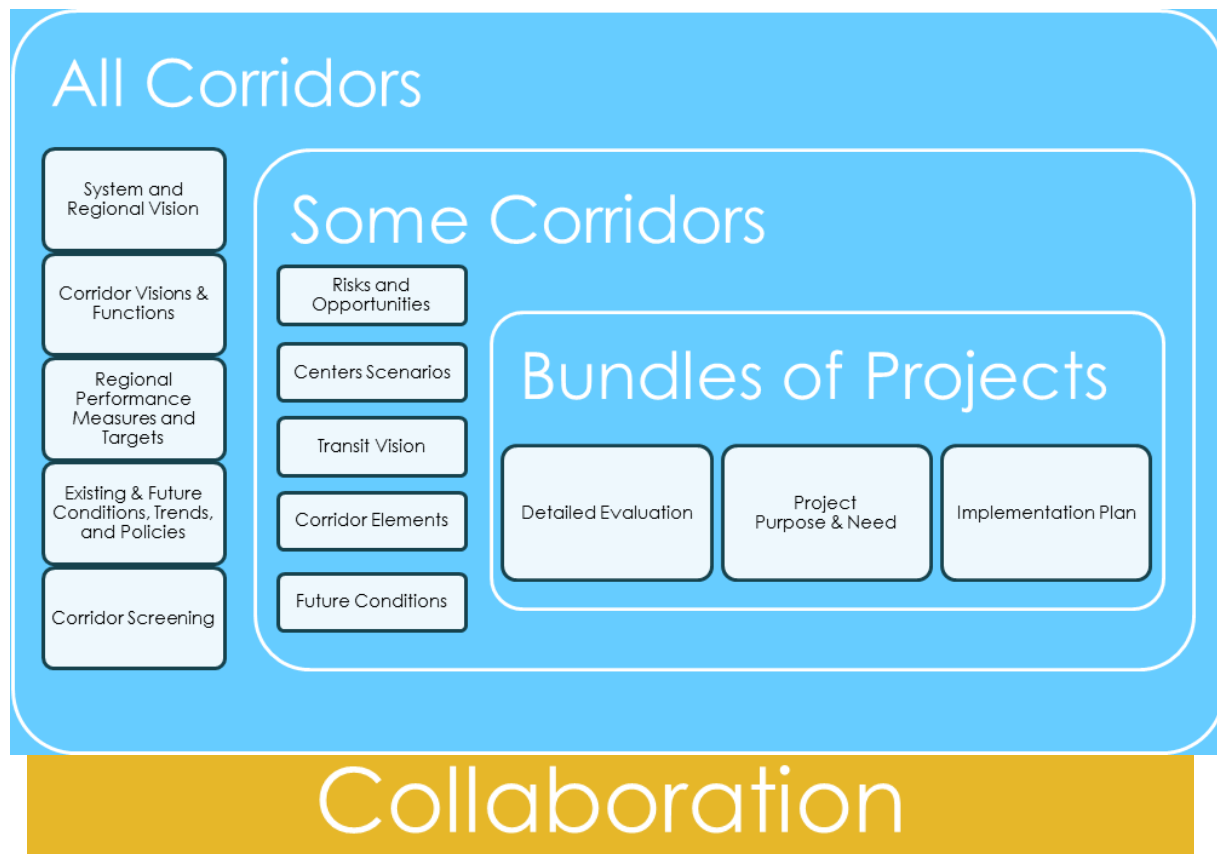 All Corridors
System and
Regional Vision
Corridor Visions &
Functions
Regional
Performance
Measures and
Targets
Existing & Future
Conditions, Trends,
and Policies
Corridor Screening
Some Corridors
Risks and
Opportunities
Centers Scenarios
Transit Vision
Corridor Elements
Future Conditions
Bundles of Projects
Detailed Evaluation
Project
Purpose & Need
Implementation Plan
Collaboration